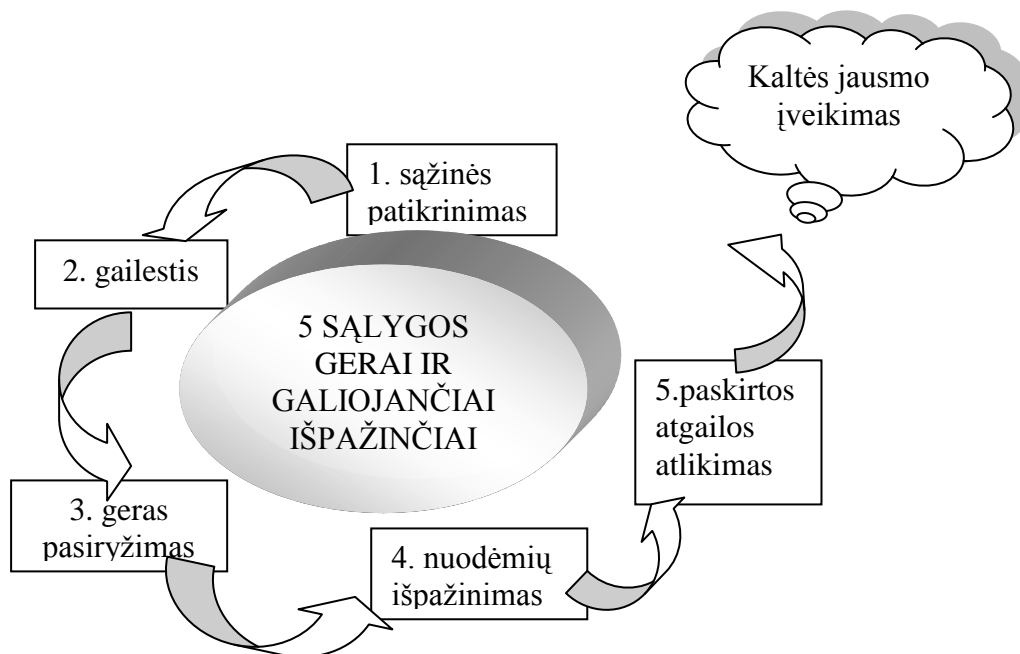 Kaltės jausmo
įveikimas
1. sąžinės
patikrinimas
2. gailestis
5 SĄLYGOS
GERAI IR
GALIOJANČIAI
IŠPAŽINČIAI
3. geras
pasiryžimas
4. nuodėmių
išpažinimas
5.paskirtos
atgailos
atlikimas